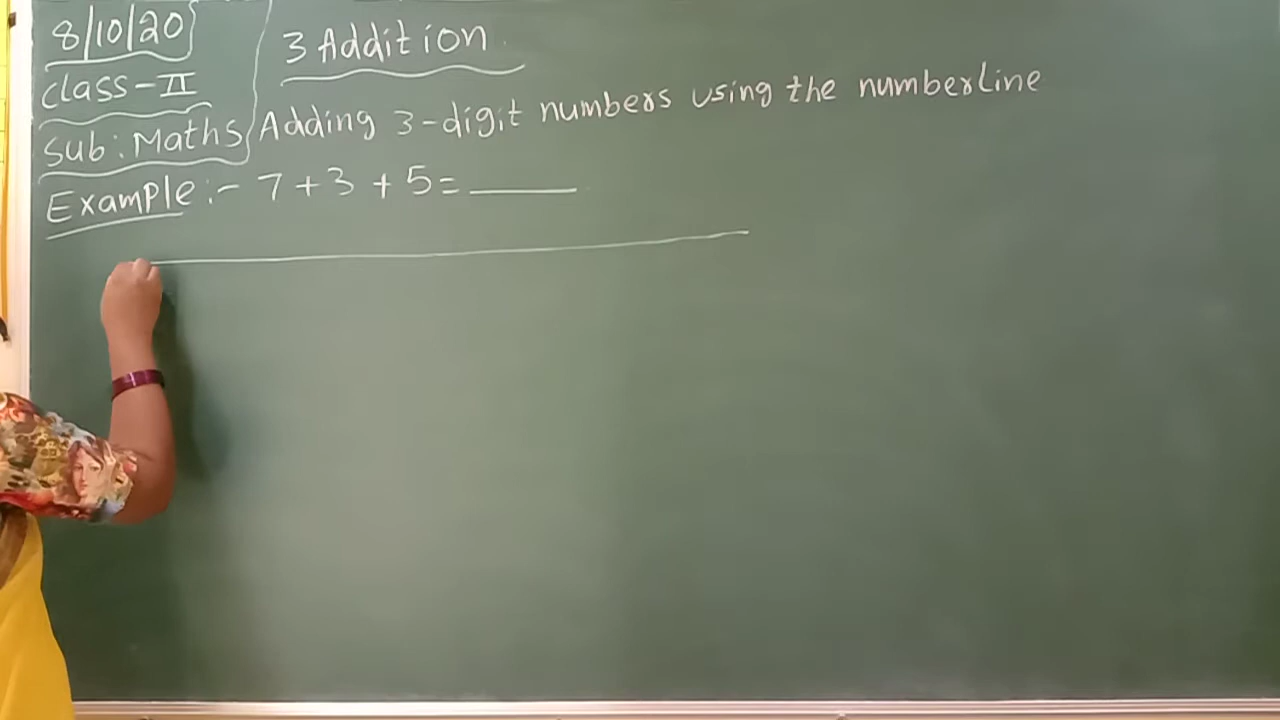 8/10/20
3 Addition
Class-II
Sub: Maths
Adding 3-digit numbers using the numberline
Example:- 7+3+5=____